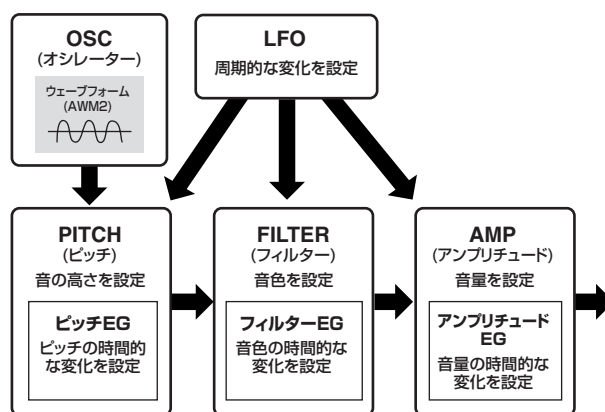 OSC
(オシレーター)
ウェーブフォーム
(AWM2)
LFO
周期的な変化を設定
PITCH
(ピッチ)
音の高さを設定
ピッチEG
ピッチの時間的
な変化を設定
FILTER
(フィルター)
音色を設定
フィルターEG
音色の時間的な
変化を設定
AMP
(アンプリチュード)
音量を設定
アンプリチュード
EG
音量の時間的な
変化を設定